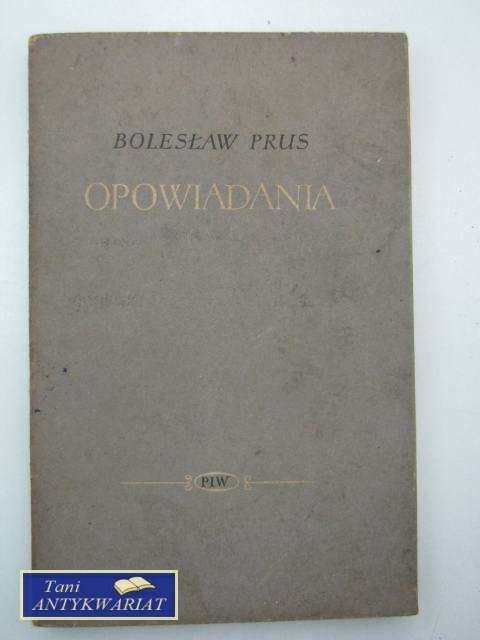 BOLESŁAW PRUS
OPOWIADANIA
PIW
Tani
ANTYKWARIAT